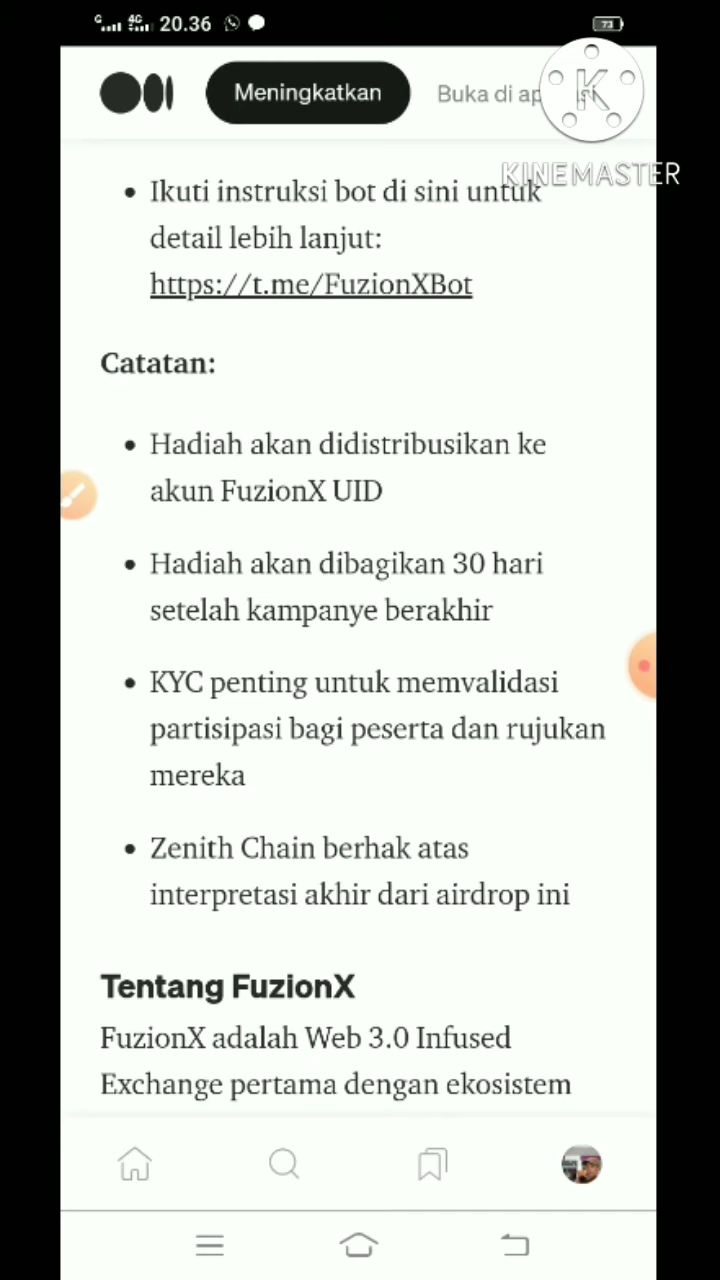 G 4G 20.36 73
Meningkatkan Buka di
K
KINEMASTER
Ikuti instruksi bot di sini untuk
detail lebih lanjut:
https://t.me/FuzionXBot
Catatan:
Hadiah akan didistribusikan ke
akun FuzionX UID
Hadiah akan dibagikan 30 hari
setelah kampanye berakhir
KYC penting untuk memvalidasi
partisipasi bagi peserta dan rujukan
mereka
Zenith Chain berhak atas
interpretasi akhir dari airdrop ini
Tentang FuzionX
FuzionX adalah Web 3.0 Infused
Exchange pertama dengan ekosistem